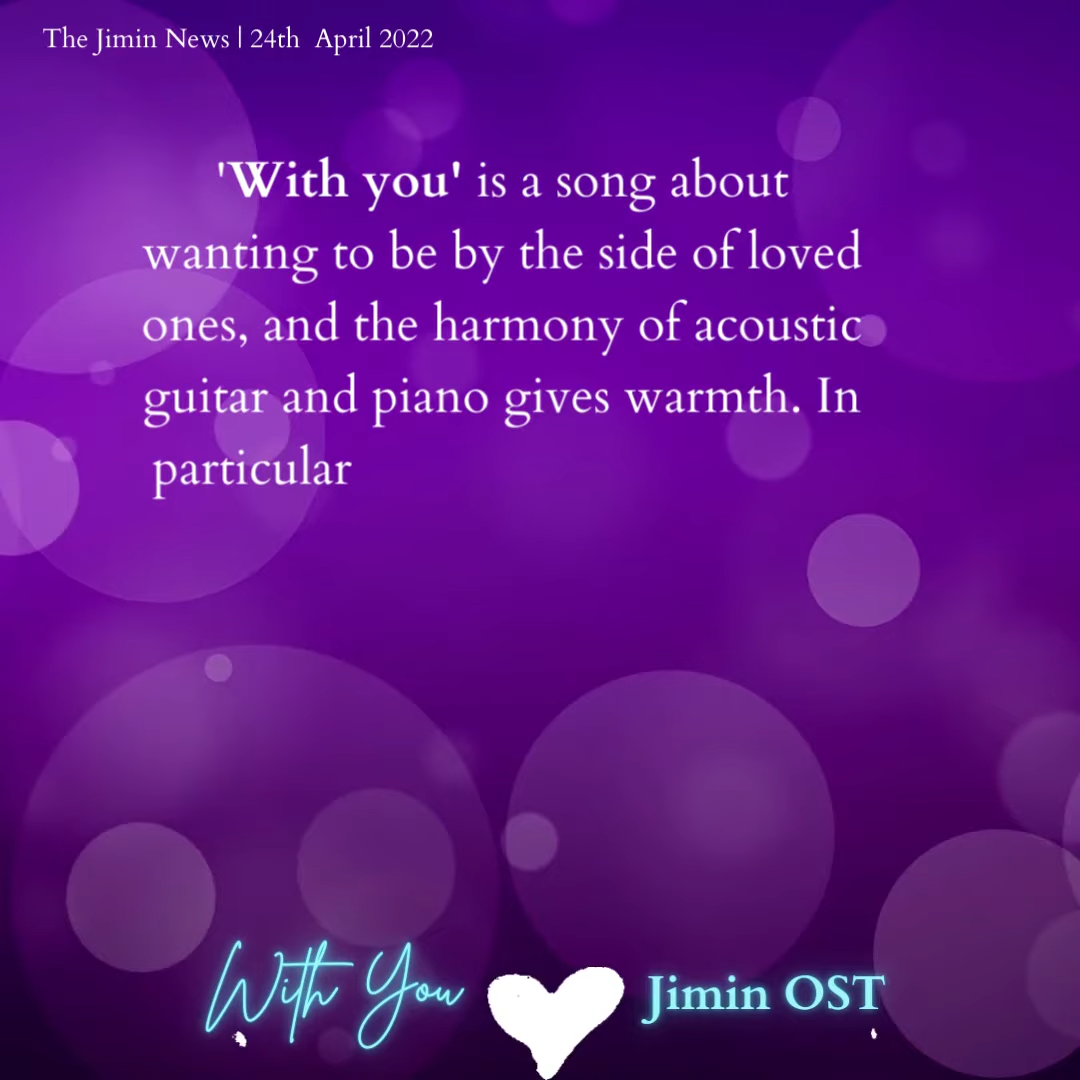 The Jimin News | 24th April 2022
'With you' is a song about
wanting to be by the side of loved
ones, and the harmony of acoustic
guitar and piano gives warmth. In
particular
With You
Jimin OST